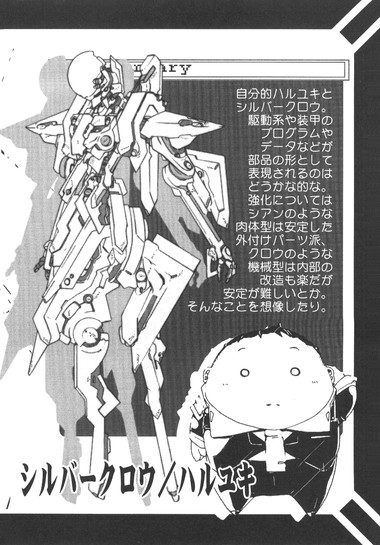 自分的ハルユキと
シルバークロウ。
駆動系や装甲の
プログラムや
データなどが
部品の形として
表現されるのは
どうかな的な。
強化については
シアンのような
肉体型は安定した
外付けパーツ派、
クロウのような
機械型は内部の
改造も楽だが
安定が難しいとか。
そんなことを想像したり。
シルバークロウ/ハルユキ